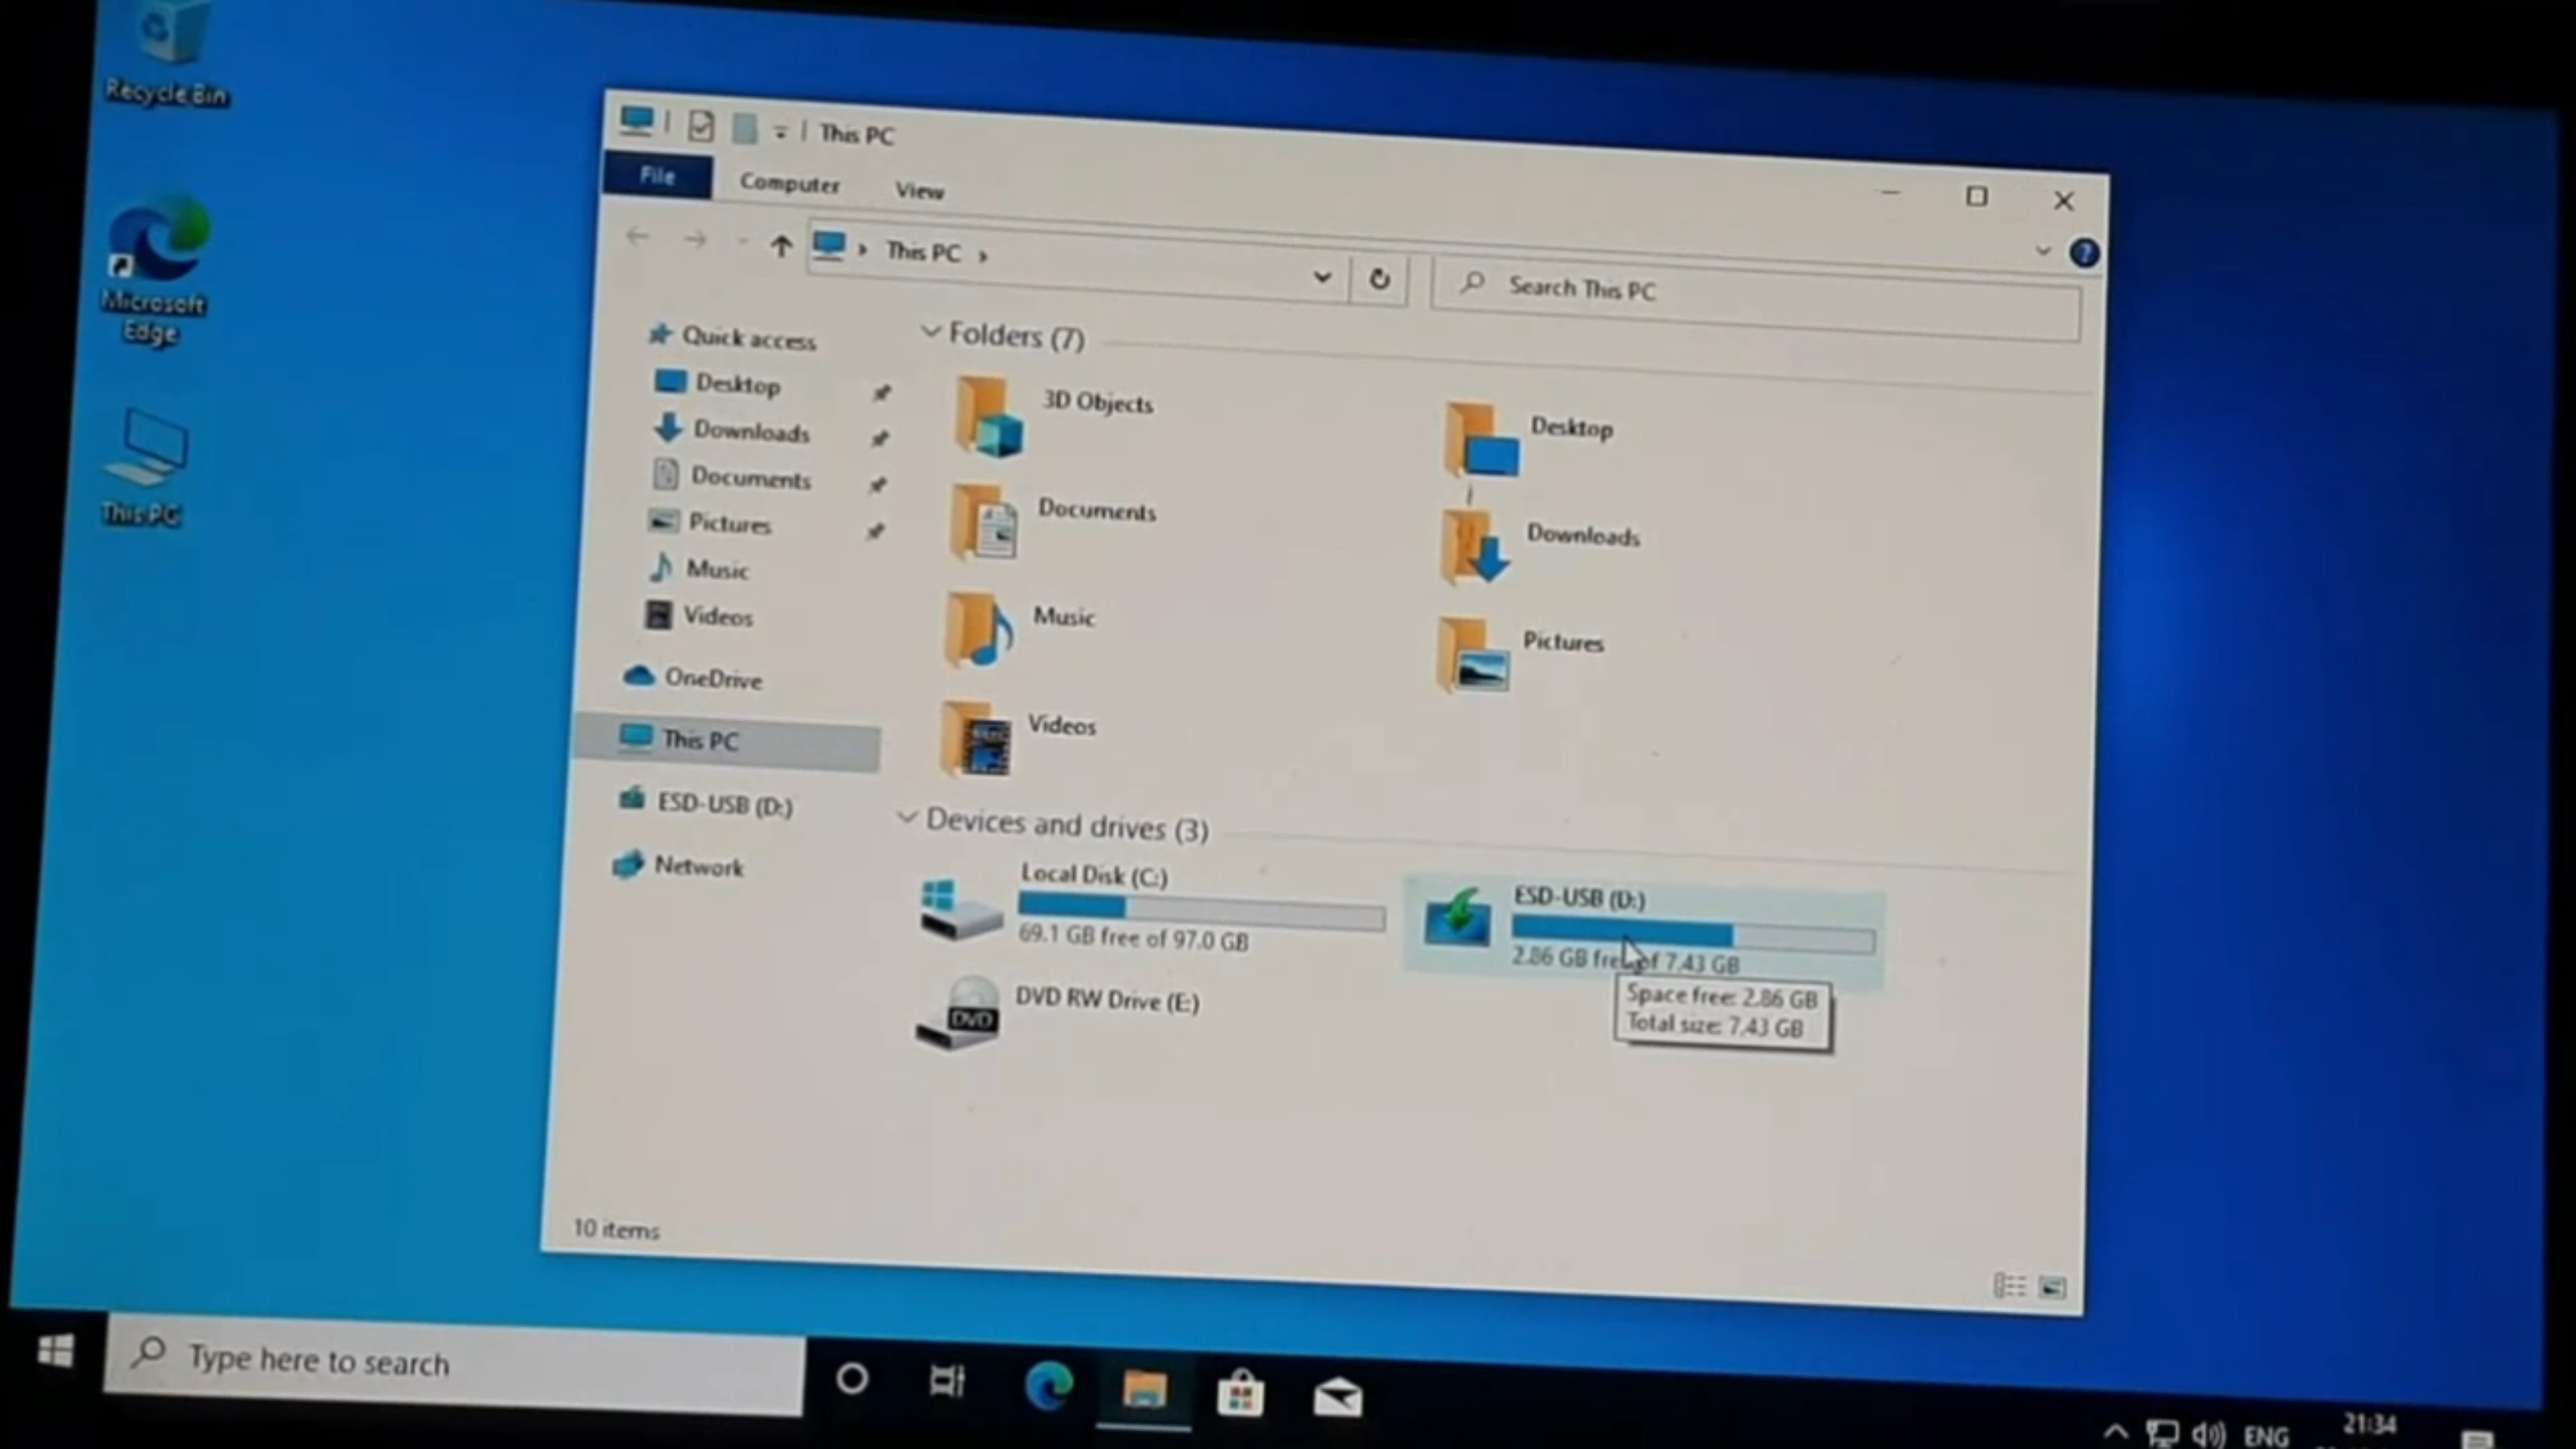 Recycle Bin
Microsoft
Edge
This PC
This PC
File
Computer
View
This PC
Search This PC
Quick access
Desktop
Downloads
Documents
Pictures
Music
Videos
OneDrive
This PC
ESD-USB (D:)
Network
Folders (7)
3D Objects
Desktop
Documents
Downloads
Music
Pictures
Videos
Devices and drives (3)
Local Disk (C:)
69.1 GB free of 97.0 GB
ESD-USB (D:)
2.86 GB free of 7.43 GB
Space free: 2.86 GB
Total size: 7.43 GB
DVD
DVD RW Drive (E:)
10 items
Type here to search
ENG
21:34